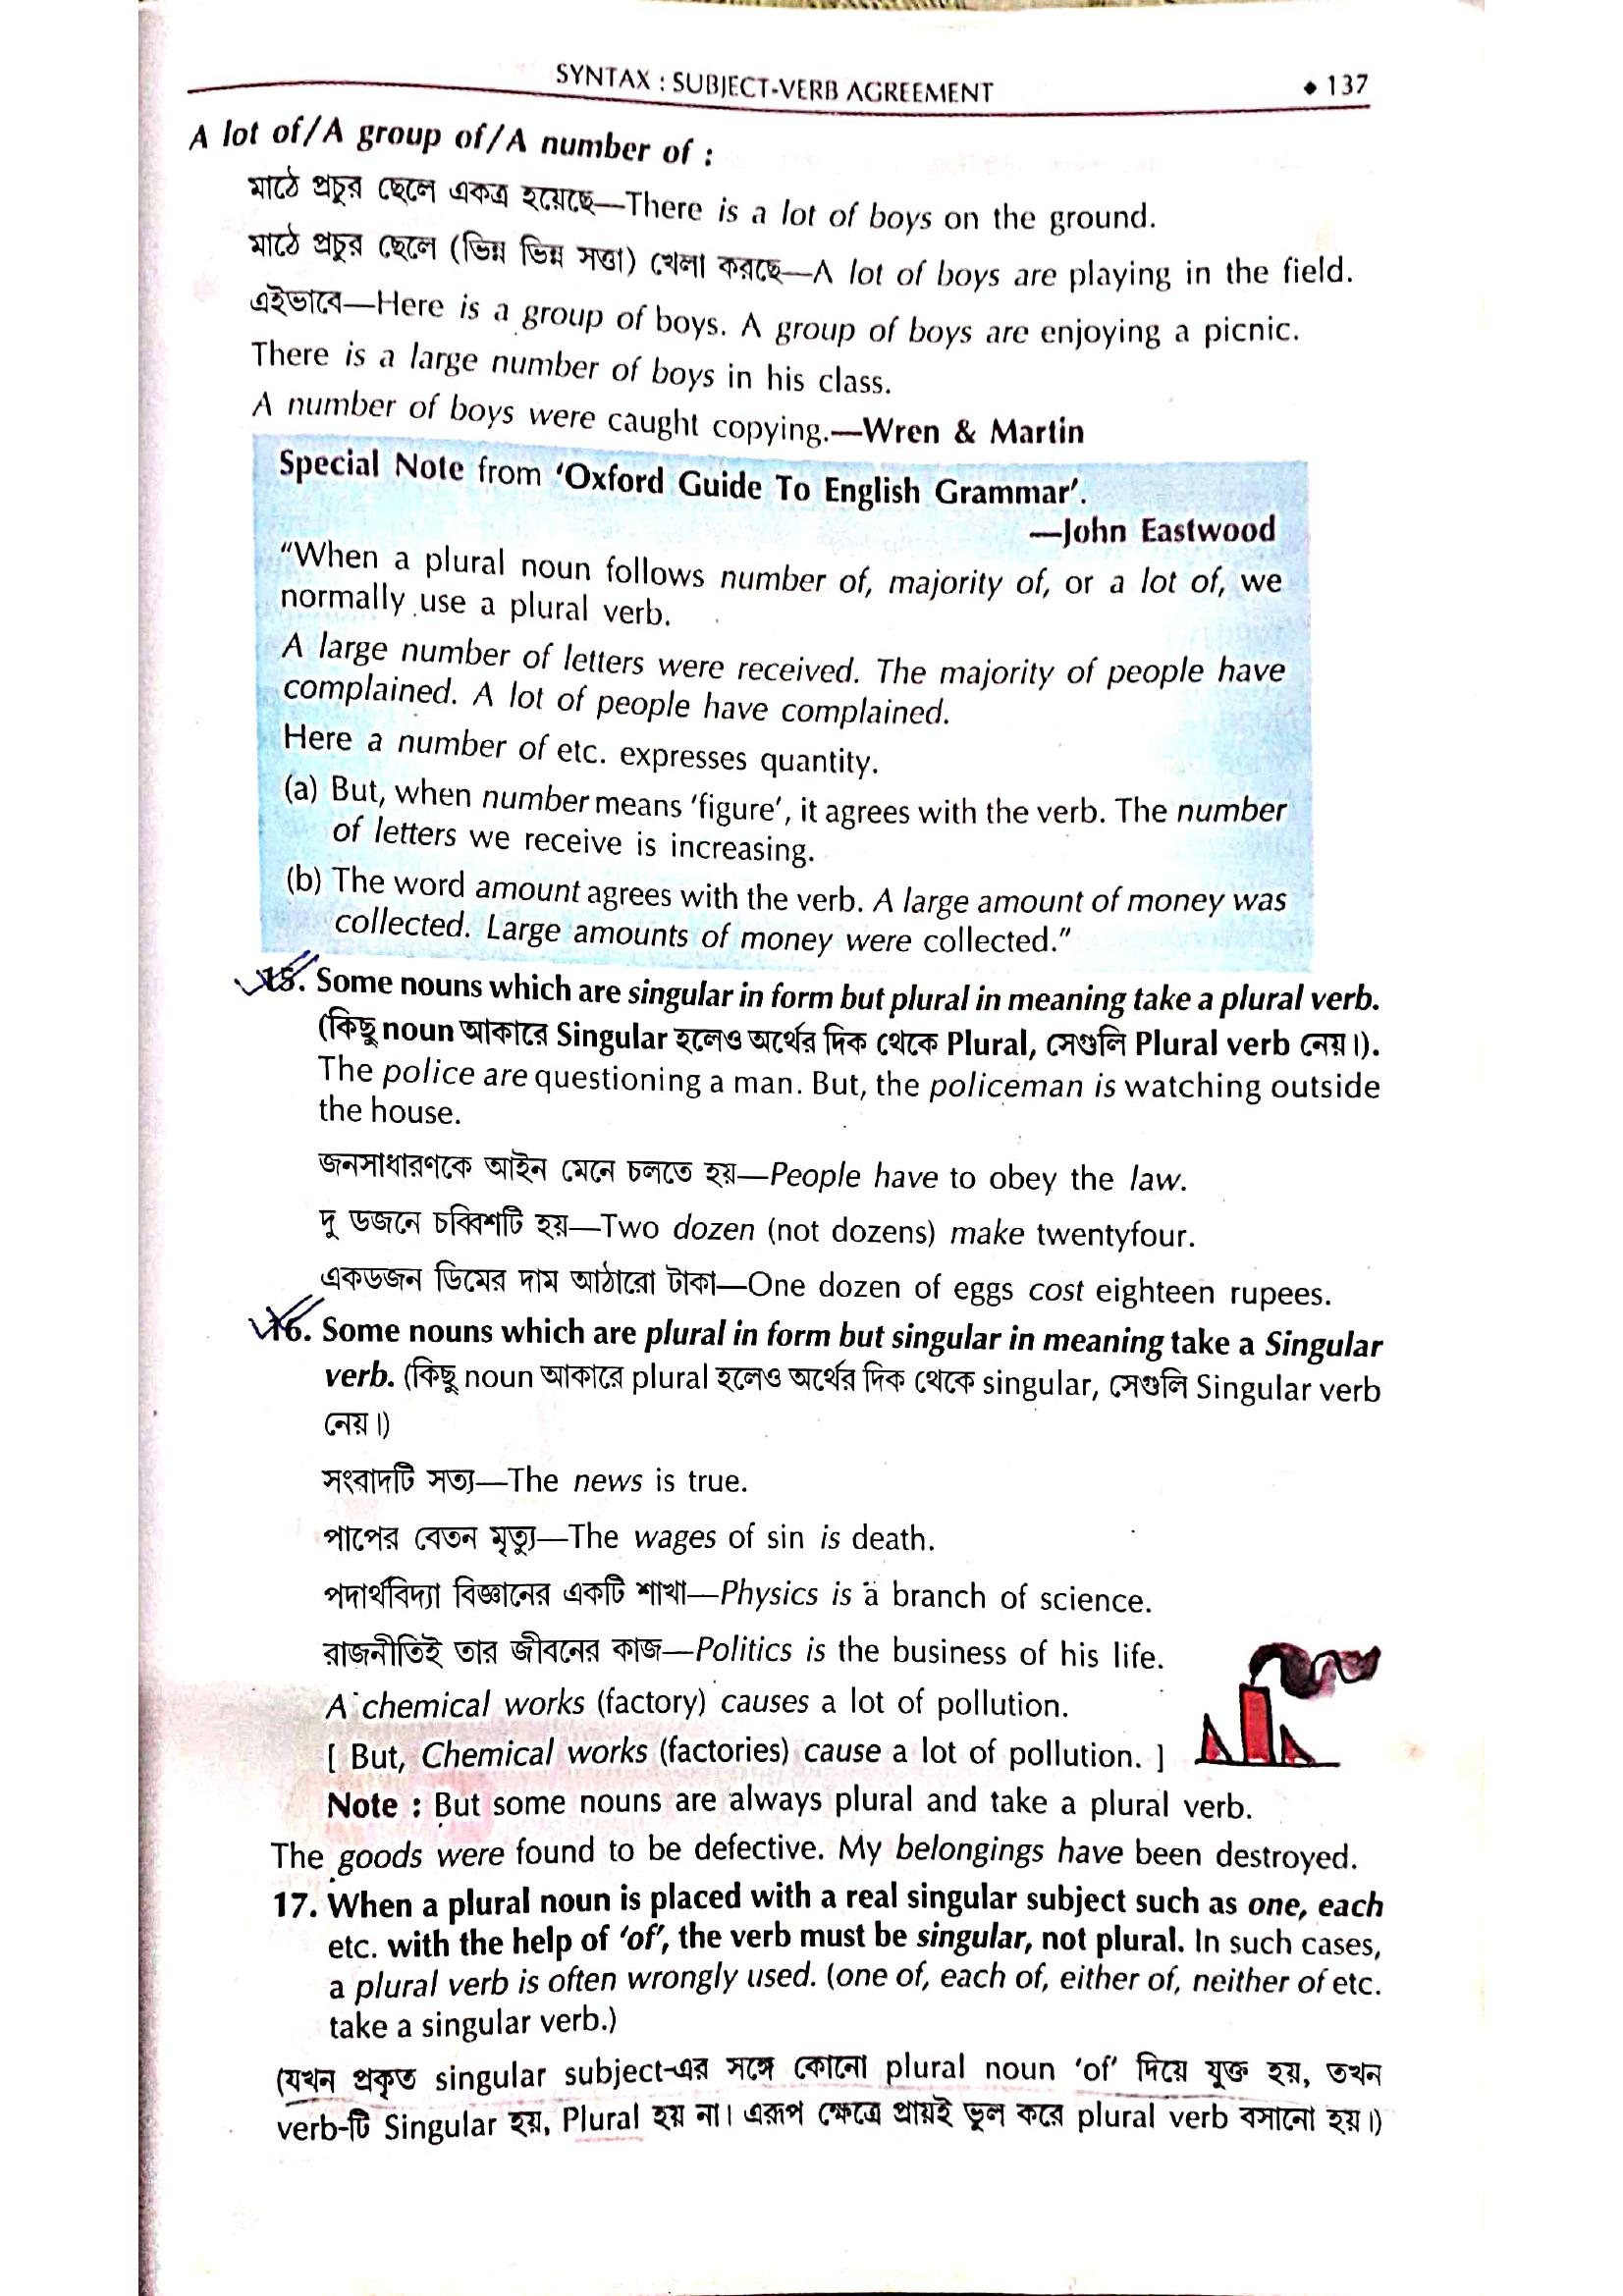 SYNTAX : SUBJECT-VERB AGREEMENT ♦ 137
A lot of/A group of/A number of :
মাঠে প্রচুর ছেলে একত্র হয়েছে—There is a lot of boys on the ground.
মাঠে প্রচুর ছেলে (ভিন্ন ভিন্ন সত্তা) খেলা করছে—A lot of boys are playing in the field.
এইভাবে—Here is a group of boys. A group of boys are enjoying a picnic.
There is a large number of boys in his class.
A number of boys were caught copying.—Wren & Martin
Special Note from ‘Oxford Guide To English Grammar’.
—John Eastwood
“When a plural noun follows number of, majority of, or a lot of, we
normally use a plural verb.
A large number of letters were received. The majority of people have
complained. A lot of people have complained.
Here a number of etc. expresses quantity.
(a) But, when number means ‘figure’, it agrees with the verb. The number
of letters we receive is increasing.
(b) The word amount agrees with the verb. A large amount of money was
collected. Large amounts of money were collected.”
15. Some nouns which are singular in form but plural in meaning take a plural verb.
(কিছু noun আকারে Singular হলেও অর্থের দিক থেকে Plural, সেগুলি Plural verb নেয়।).
The police are questioning a man. But, the policeman is watching outside
the house.
জনসাধারণকে আইন মেনে চলতে হয়—People have to obey the law.
দু ডজনে চব্বিশটি হয়—Two dozen (not dozens) make twentyfour.
একডজন ডিমের দাম আঠারো টাকা—One dozen of eggs cost eighteen rupees.
16. Some nouns which are plural in form but singular in meaning take a Singular
verb. (কিছু noun আকারে plural হলেও অর্থের দিক থেকে singular, সেগুলি Singular verb
নেয়।)
সংবাদটি সত্য—The news is true.
পাপের বেতন মৃত্যু—The wages of sin is death.
পদার্থবিদ্যা বিজ্ঞানের একটি শাখা—Physics is a branch of science.
রাজনীতিই তার জীবনের কাজ—Politics is the business of his life.
A chemical works (factory) causes a lot of pollution.
[ But, Chemical works (factories) cause a lot of pollution. ]
Note : But some nouns are always plural and take a plural verb.
The goods were found to be defective. My belongings have been destroyed.
17. When a plural noun is placed with a real singular subject such as one, each
etc. with the help of ‘of’, the verb must be singular, not plural. In such cases,
a plural verb is often wrongly used. (one of, each of, either of, neither of etc.
take a singular verb.)
(যখন প্রকৃত singular subject-এর সঙ্গে কোনো plural noun ‘of’ দিয়ে যুক্ত হয়, তখন
verb-টি Singular হয়, Plural হয় না। এরূপ ক্ষেত্রে প্রায়ই ভুল করে plural verb বসানো হয়।)